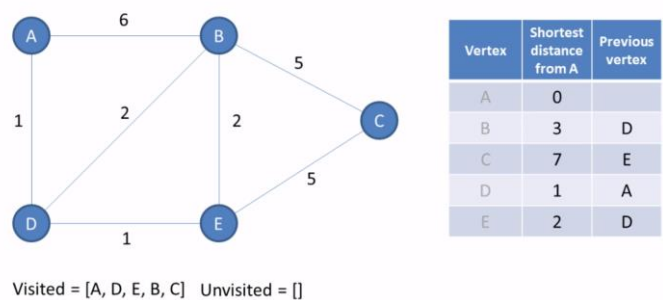 6
A
B
5
1
2
2
C
5
D
E
1
Vertex Shortest distance from A Previous vertex
A 0
B 3 D
C 7 E
D 1 A
E 2 D
Visited = [A, D, E, B, C] Unvisited = []